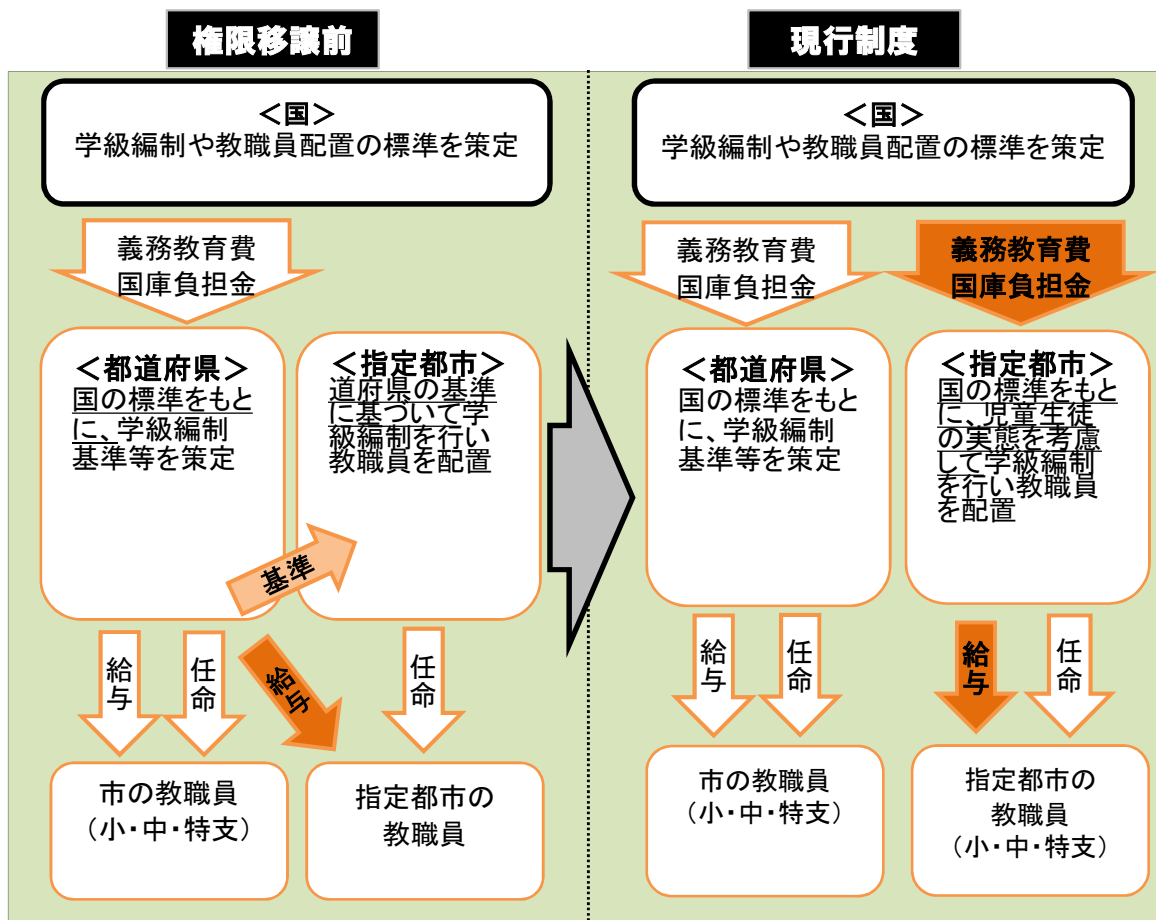 権限移譲前
<国>
学級編制や教職員配置の標準を策定
義務教育費
国庫負担金
<都道府県>
国の標準をもと
に、学級編制
基準等を策定
<指定都市>
道府県の基準
に基づいて学
級編制を行い
教職員を配置
基準
給与
任命
給与
任命
市の教職員
(小・中・特支)
指定都市の
教職員
現行制度
<国>
学級編制や教職員配置の標準を策定
義務教育費
国庫負担金
義務教育費
国庫負担金
<都道府県>
国の標準をもと
に、学級編制
基準等を策定
<指定都市>
国の標準をもと
に、児童生徒
の実態を考慮
して学級編制
を行い教職員
を配置
給与
任命
給与
任命
市の教職員
(小・中・特支)
指定都市の
教職員
(小・中・特支)